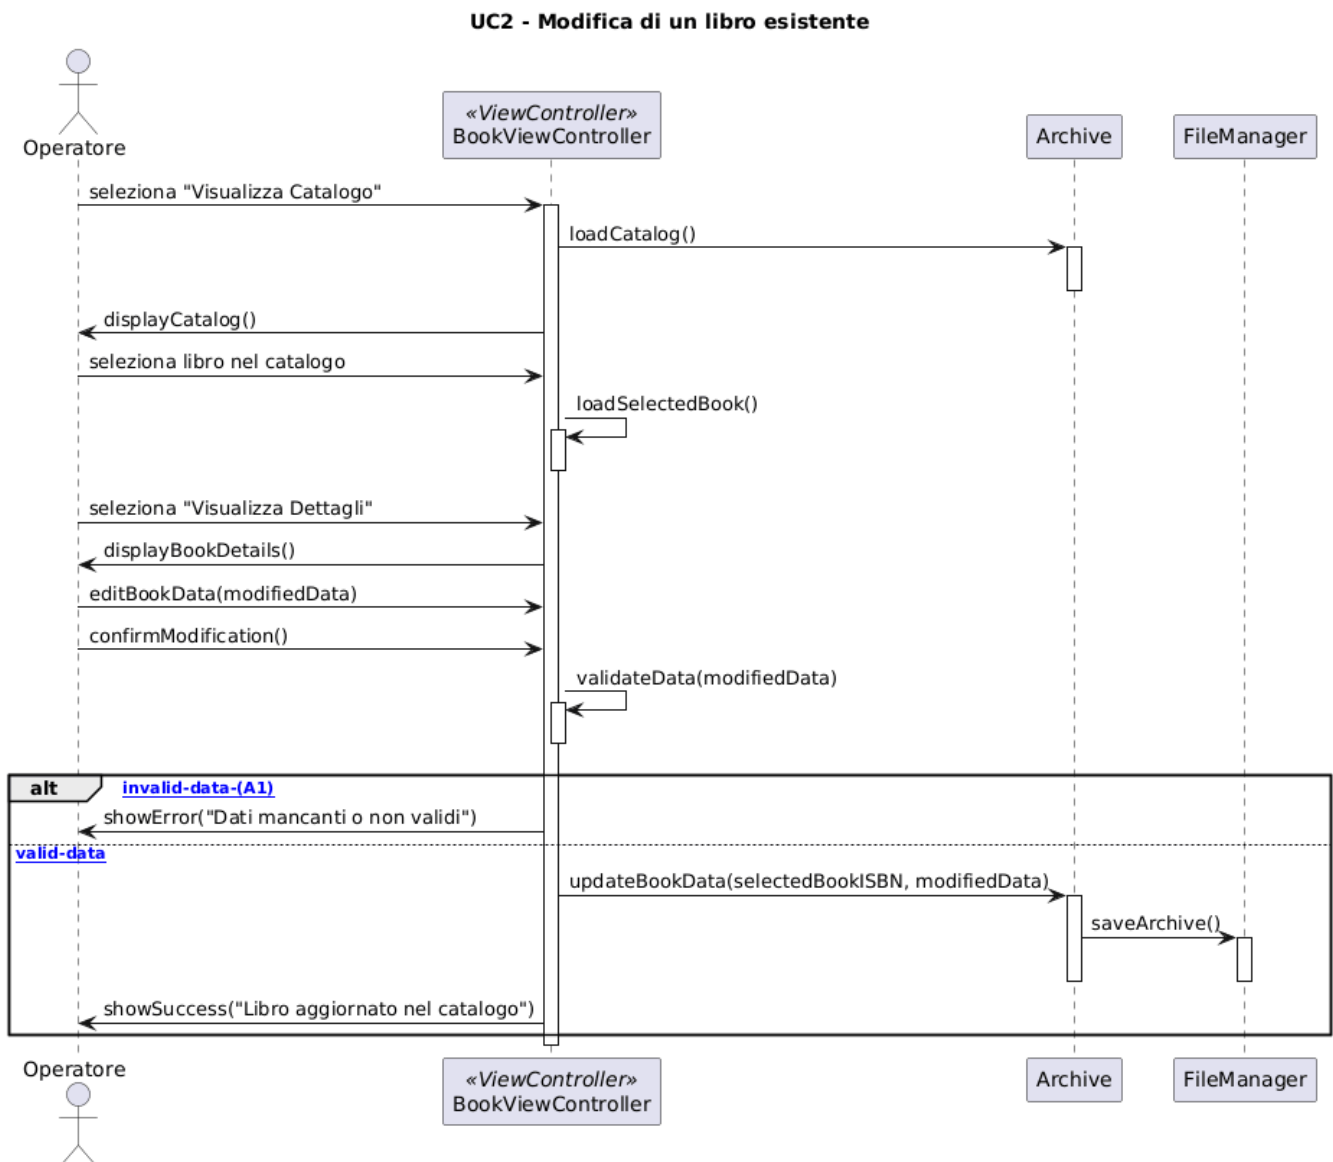 UC2 - Modifica di un libro esistente
Operatore
«ViewController»
BookViewController
Archive
FileManager
seleziona "Visualizza Catalogo"
loadCatalog()
displayCatalog()
seleziona libro nel catalogo
loadSelectedBook()
seleziona "Visualizza Dettagli"
displayBookDetails()
editBookData(modifiedData)
confirmModification()
validateData(modifiedData)
alt
invalid-data-(A1)
showError("Dati mancanti o non validi")
valid-data
updateBookData(selectedBookISBN, modifiedData)
saveArchive()
showSuccess("Libro aggiornato nel catalogo")
Operatore
«ViewController»
BookViewController
Archive
FileManager